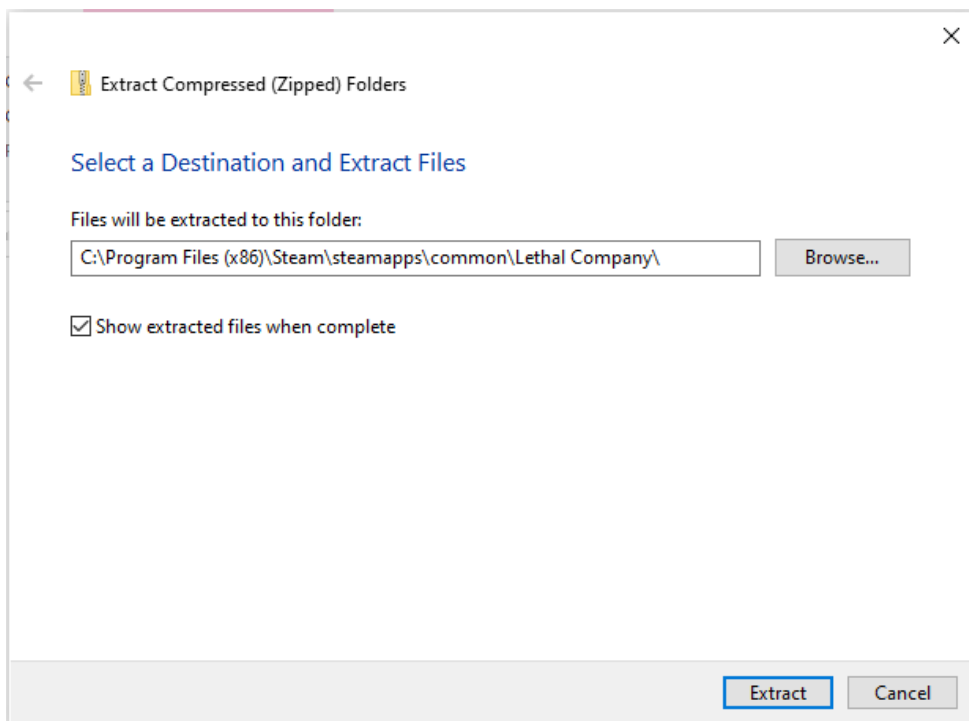 Extract Compressed (Zipped) Folders
Select a Destination and Extract Files
Files will be extracted to this folder:
C:\Program Files (x86)\Steam\steamapps\common\Lethal Company\
Browse...
Show extracted files when complete
Extract
Cancel